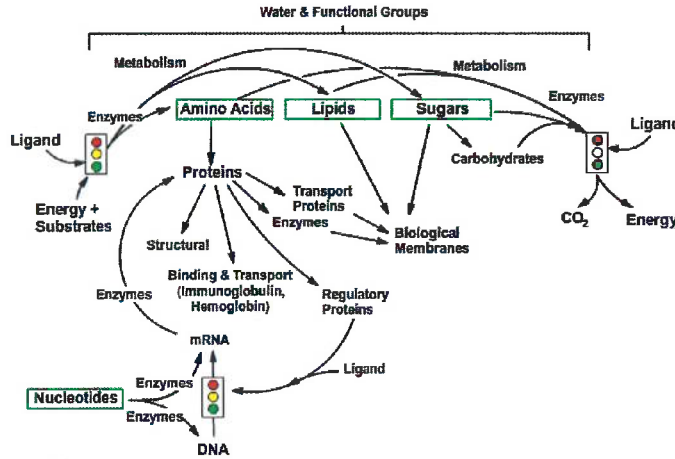 Water & Functional Groups
Metabolism
Metabolism
Enzymes
Enzymes
Amino Acids
Lipids
Sugars
Ligand
Ligand
Carbohydrates
Proteins
Transport
Proteins
Enzymes
Energy +
Substrates
CO2
Energy
Structural
Biological
Membranes
Binding & Transport
(Immunoglobulin,
Hemoglobin)
Regulatory
Proteins
Enzymes
mRNA
Ligand
Enzymes
Nucleotides
Enzymes
DNA